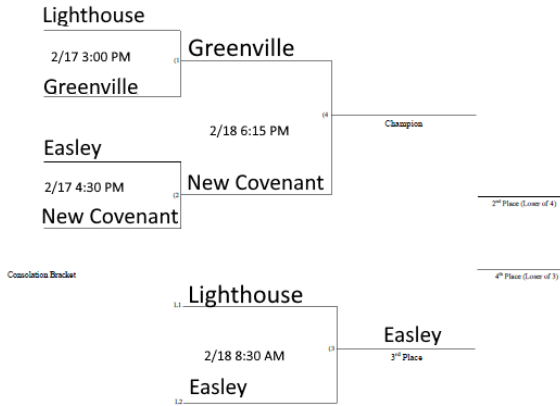 Lighthouse
2/17 3:00 PM
(1
Greenville
Greenville
2/18 6:15 PM
(4
Champion
Easley
2/17 4:30 PM
(2
New Covenant
New Covenant
2nd Place (Loser of 4)
Consolation Bracket
4th Place (Loser of 3)
L1
Lighthouse
2/18 8:30 AM
(3
Easley
3rd Place
Easley
L2